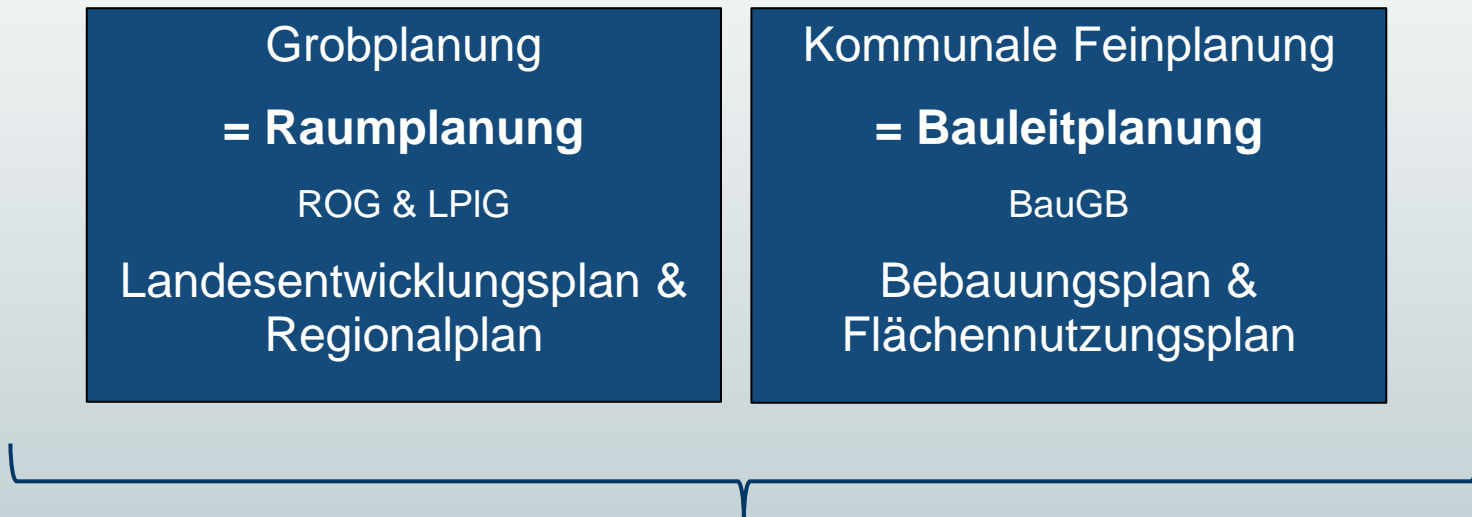 Grobplanung
= Raumplanung
ROG & LPlG
Landesentwicklungsplan &
Regionalplan
Kommunale Feinplanung
= Bauleitplanung
BauGB
Bebauungsplan &
Flächennutzungsplan